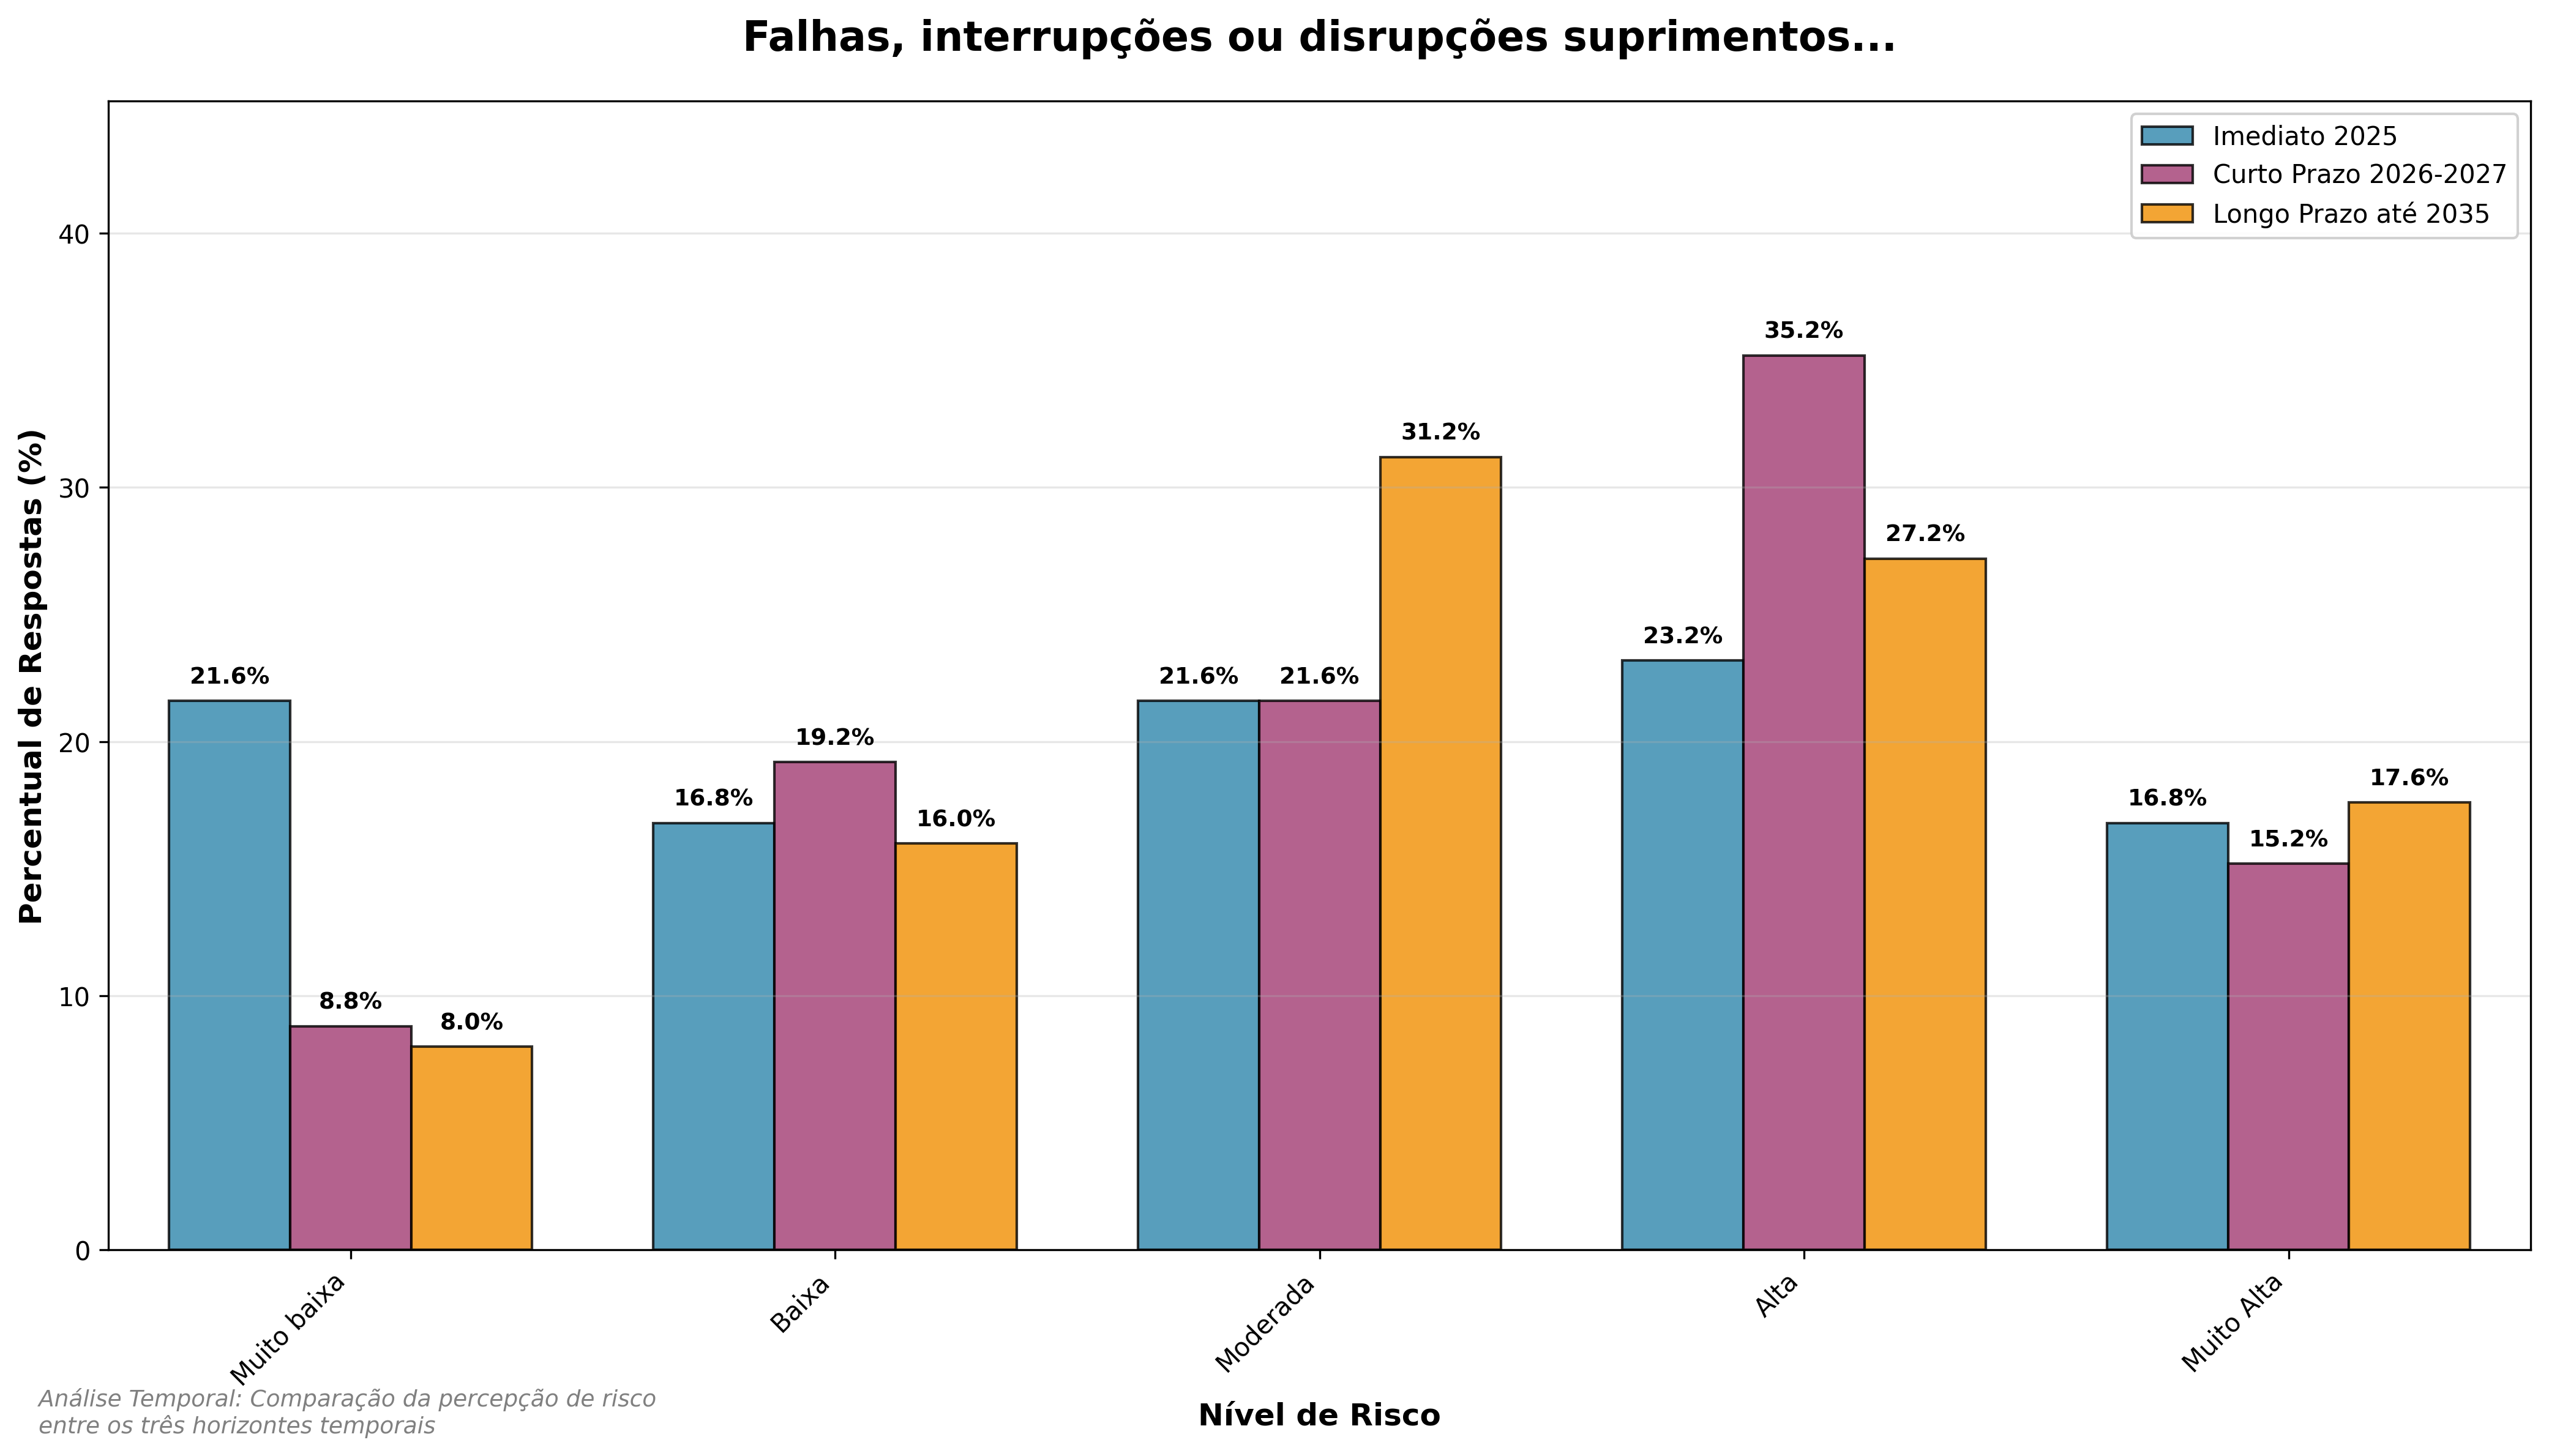 Falhas, interrupções ou disrupções suprimentos...
Imediato 2025
Curto Prazo 2026-2027
Longo Prazo até 2035
Percentual de Respostas (%)
40
30
20
10
0
21.6%
8.8%
8.0%
16.8%
19.2%
16.0%
21.6%
21.6%
31.2%
23.2%
35.2%
27.2%
16.8%
15.2%
17.6%
Muito baixa
Baixa
Moderada
Alta
Muito Alta
Nível de Risco
Análise Temporal: Comparação da percepção de risco
entre os três horizontes temporais